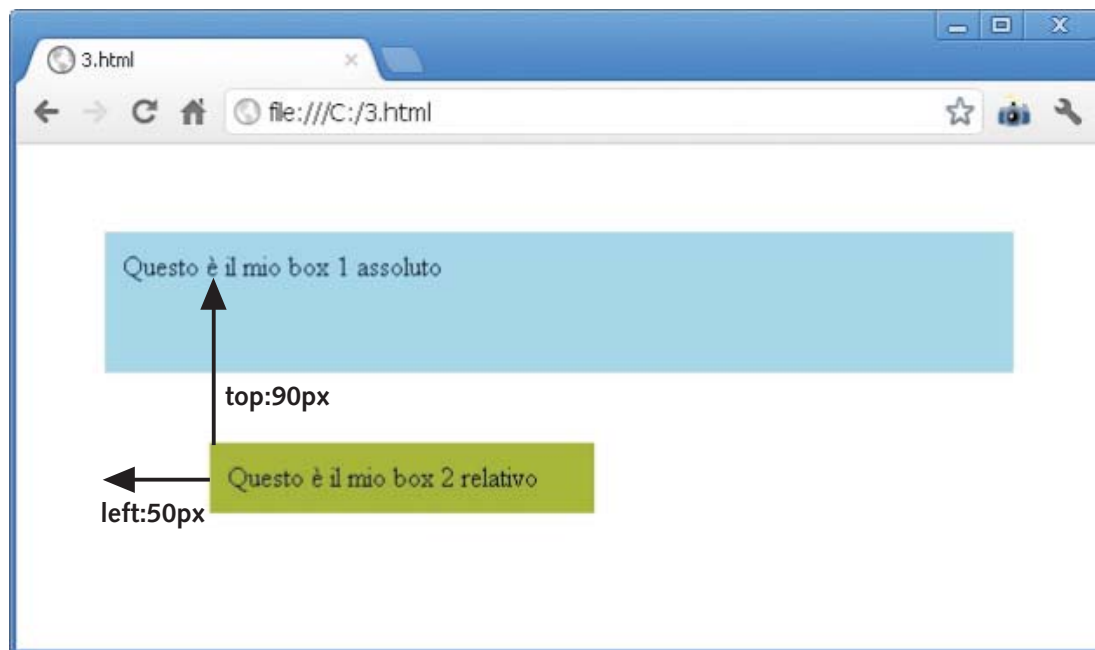 3.html
file:///C:/3.html
Questo è il mio box 1 assoluto
top:90px
Questo è il mio box 2 relativo
left:50px